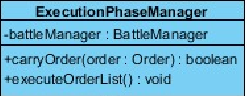 ExecutionPhaseManager
-battleManager : BattleManager
+carryOrder(order : Order) : boolean
+executeOrderList() : void